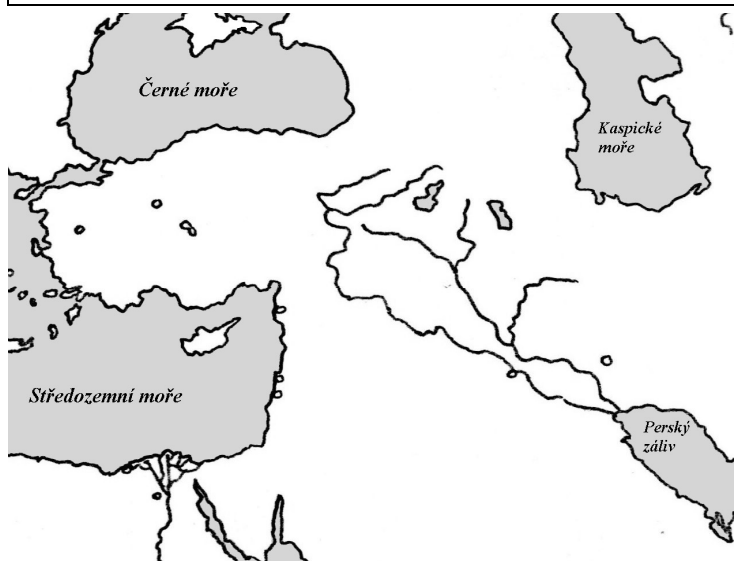 Černé moře
Kaspické
moře
Středozemní moře
Perský
záliv